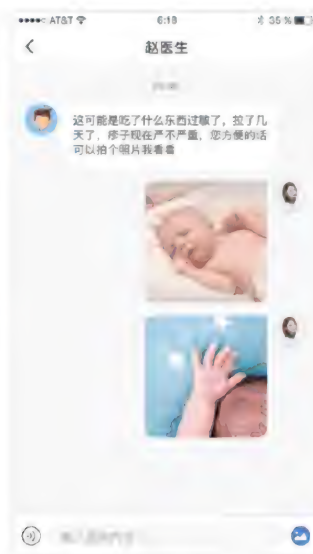 AT&T
6:18
35 %
赵医生
这可能是吃了什么东西过敏了，拉了几
天了，疹子现在严不严重，您方便的话
可以拍个照片我看看